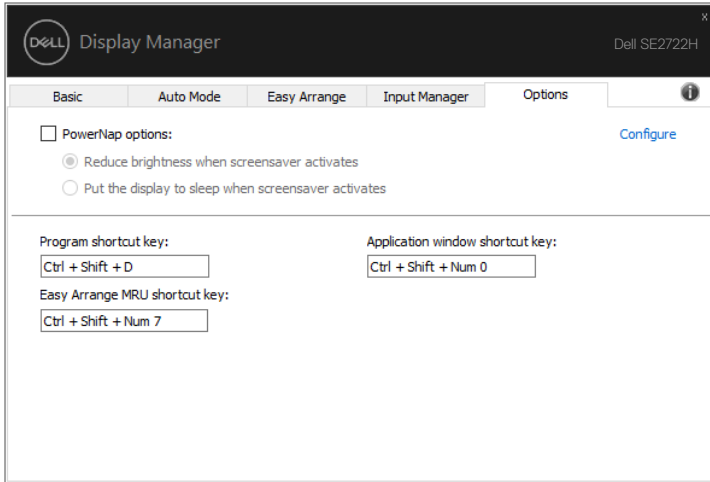 x
DELL Display Manager
Dell SE2722H
Basic Auto Mode Easy Arrange Input Manager Options i
PowerNap options: Configure
Reduce brightness when screensaver activates
Put the display to sleep when screensaver activates
Program shortcut key: Application window shortcut key:
Ctrl + Shift + D Ctrl + Shift + Num 0
Easy Arrange MRU shortcut key:
Ctrl + Shift + Num 7